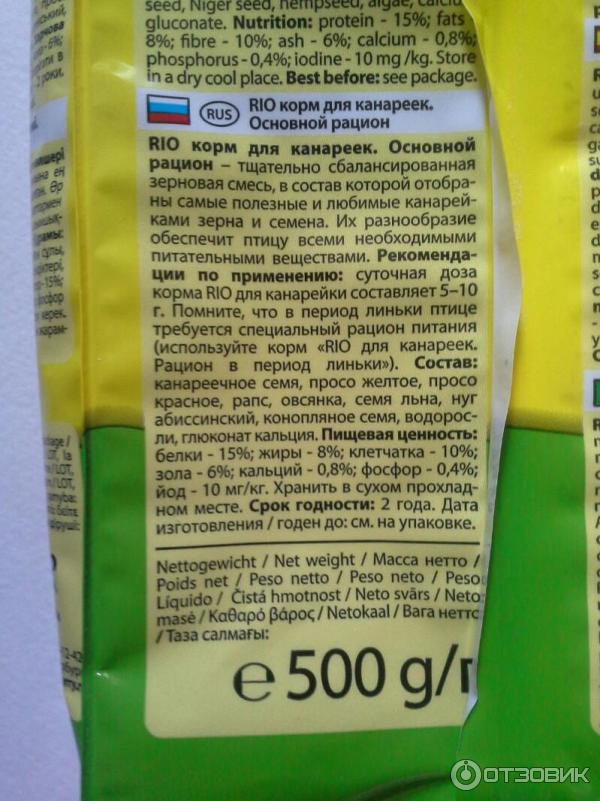 seed, Niger seed, hempseed, algae, calcium
gluconate. Nutrition: protein - 15%; fats -
8%; fibre - 10%; ash - 6%; calcium - 0,8%;
phosphorus - 0,4%; iodine - 10 mg /kg. Store
in a dry cool place. Best before: see package.
RUS
RIO корм для канареек.
Основной рацион
RIO корм для канареек. Основной
рацион – тщательно сбалансированная
зерновая смесь, в состав которой отобра-
ны самые полезные и любимые канарей-
ками зерна и семена. Их разнообразие
обеспечит птицу всеми необходимыми
питательными веществами. Рекоменда-
ции по применению: суточная доза
корма RIO для канарейки составляет 5–10
г. Помните, что в период линьки птице
требуется специальный рацион питания
(используйте корм «RIO для канареек.
Рацион в период линьки»). Состав:
канареечное семя, просо желтое, просо
красное, рапс, овсянка, семя льна, нуг
абиссинский, конопляное семя, водорос-
ли, глюконат кальция. Пищевая ценность:
белки - 15%; жиры - 8%; клетчатка - 10%;
зола - 6%; кальций - 0,8%; фосфор - 0,4%;
йод - 10 мг/кг. Хранить в сухом прохлад-
ном месте. Срок годности: 2 года. Дата
изготовления / годен до: см. на упаковке.
Nettogewicht / Net weight / Масса нетто /
Poids net / Peso netto / Peso neto / Peso
Líquido / Čistá hmotnost / Neto svārs / Neto
masė / Καθαρό βάρος / Netokaal / Вага нетто
/ Таза салмағы:
e 500 g/г
ОТЗОВИК